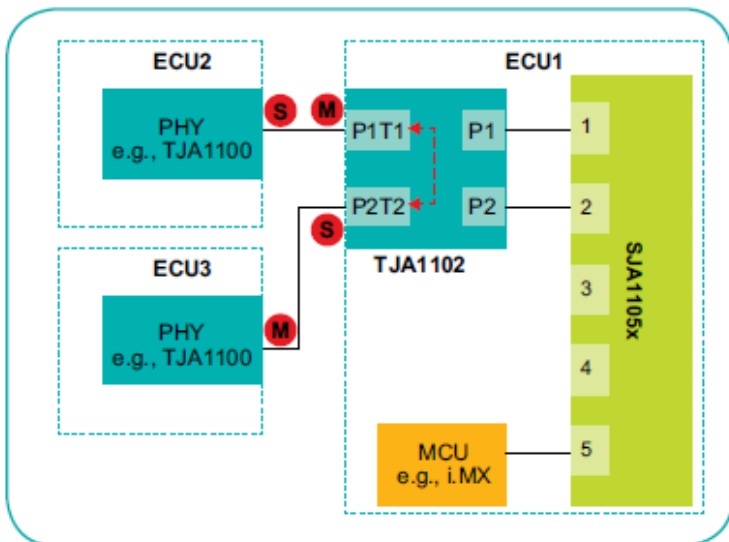 ECU2
ECU1
PHY
e.g., TJA1100
S
M
P1T1
P1
1
P2T2
P2
2
S
TJA1102
SJA1105x
ECU3
3
PHY
e.g., TJA1100
M
4
MCU
e.g., i.MX
5